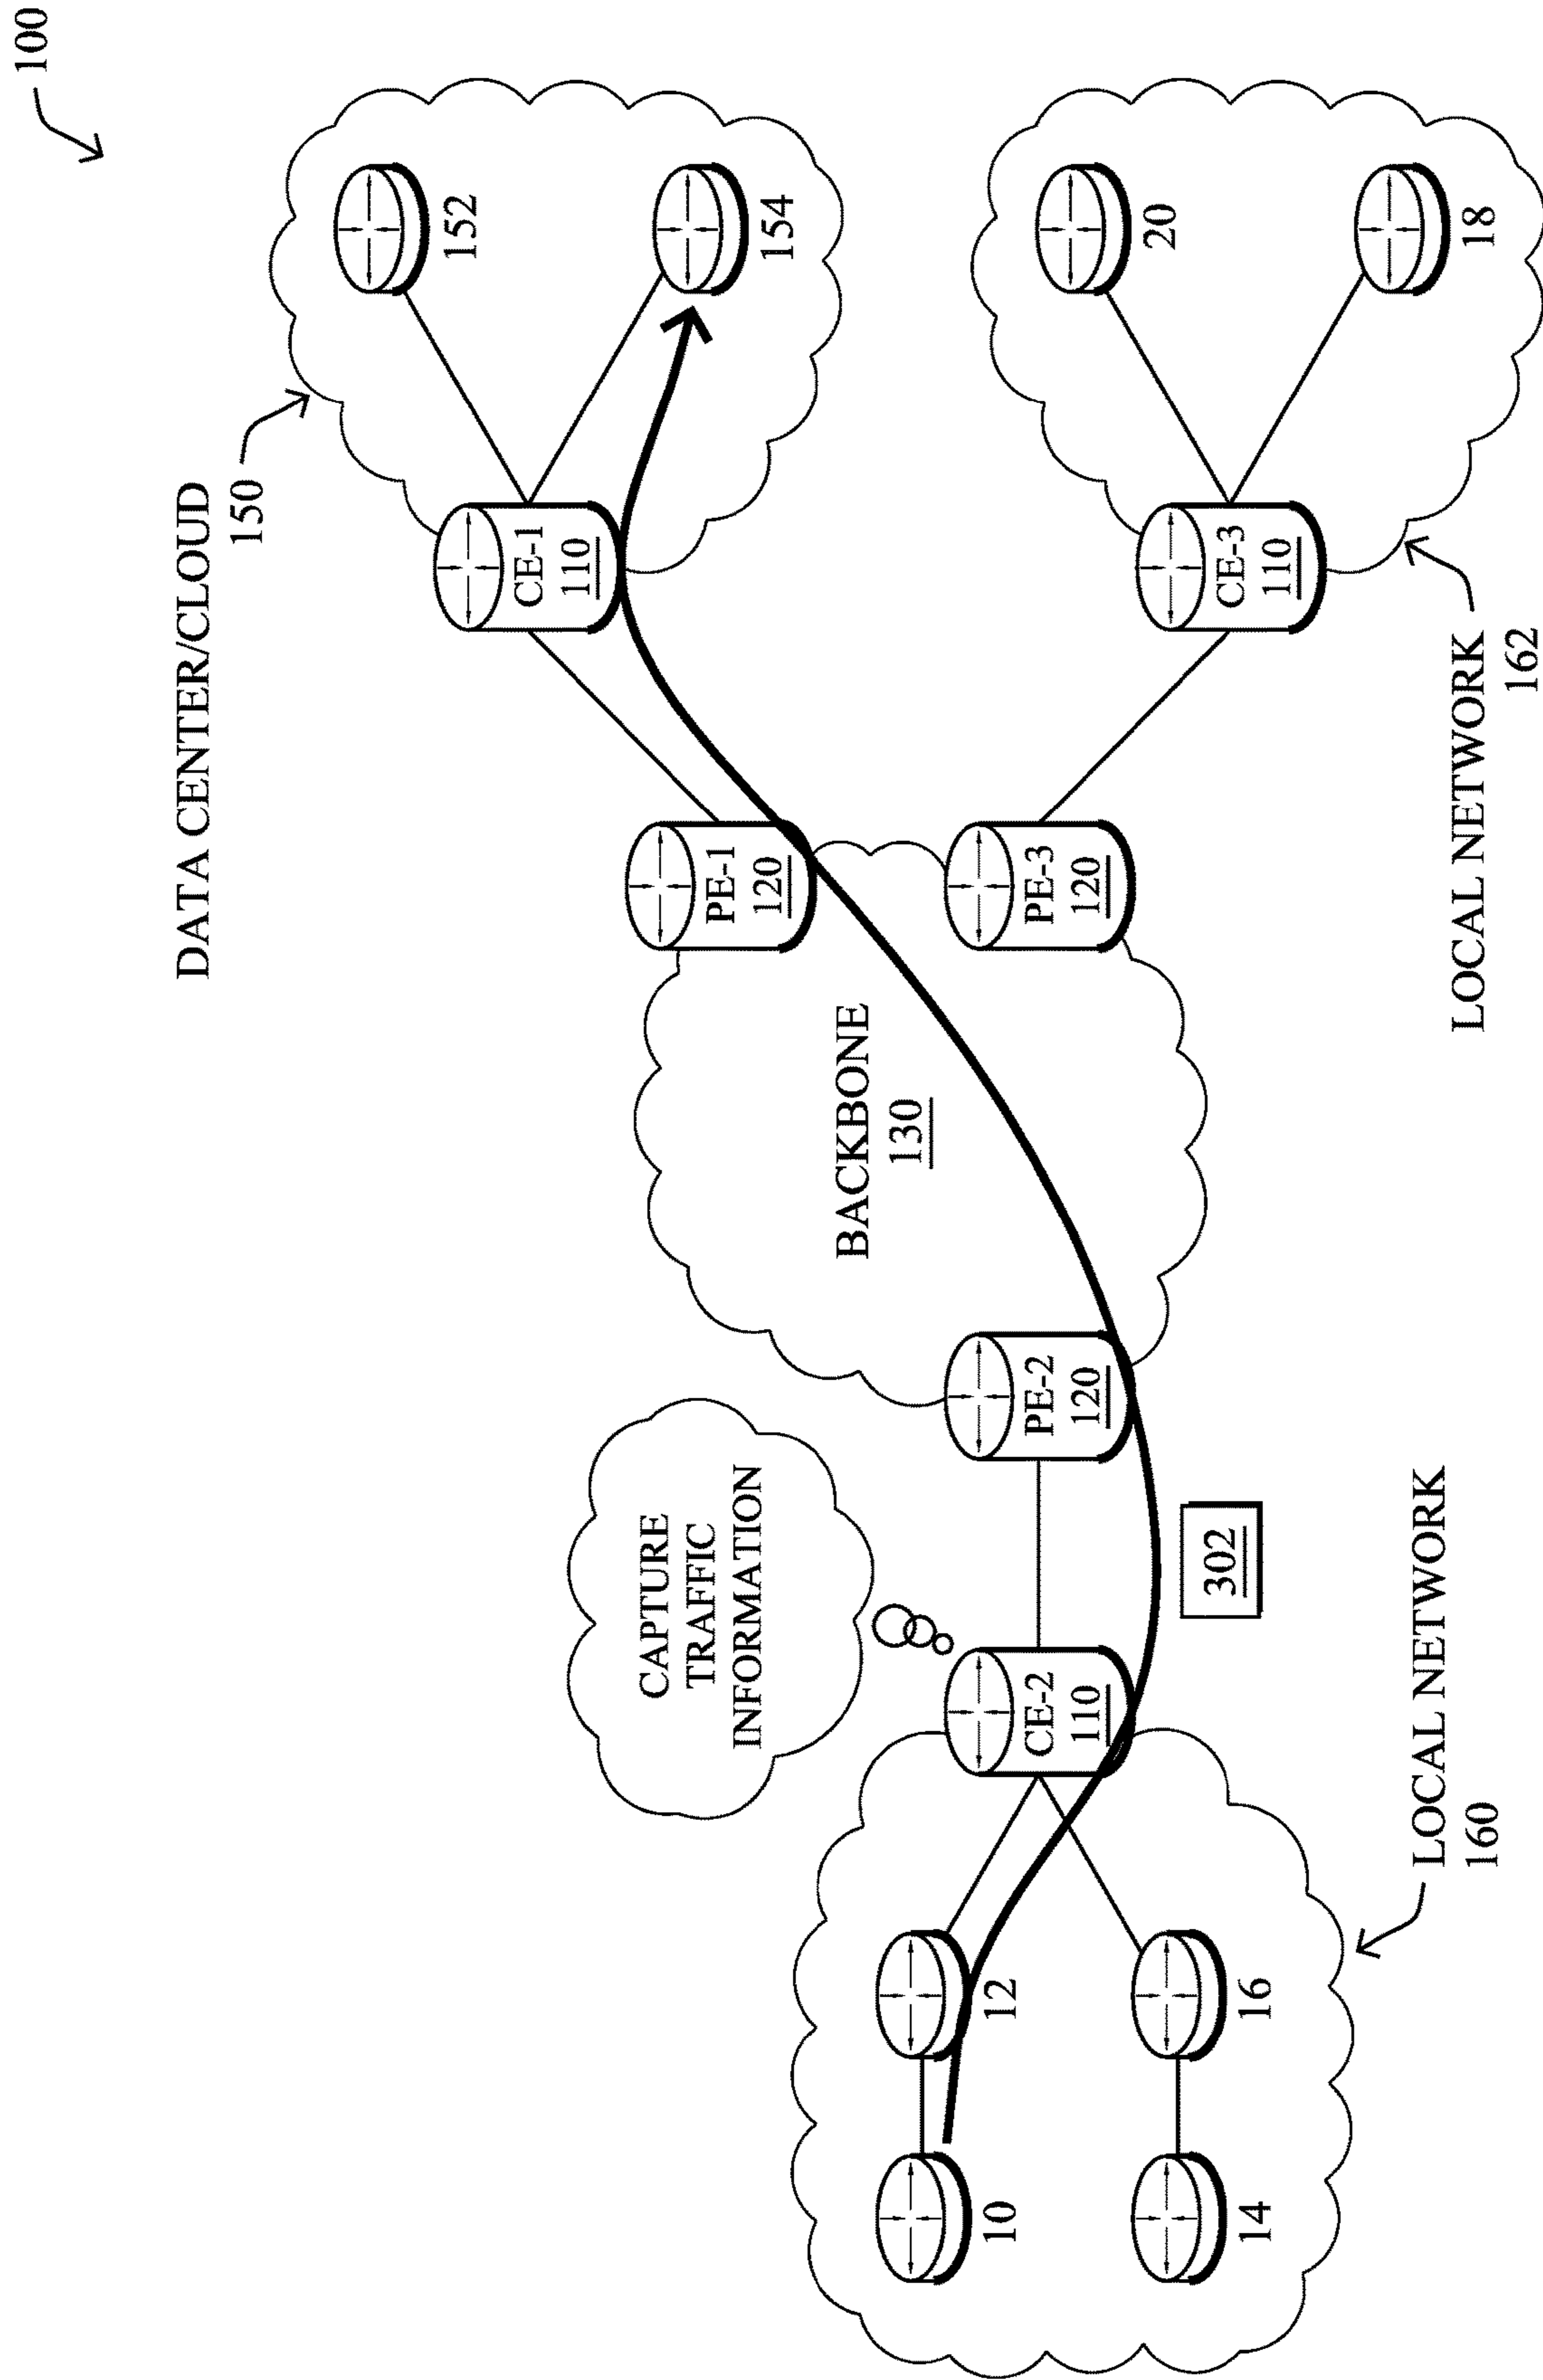 100
DATA CENTER/CLOUD
150
152
154
CE-1
110
PE-1
120
BACKBONE
130
PE-3
120
CE-3
110
20
18
LOCAL NETWORK
162
CAPTURE
TRAFFIC
INFORMATION
PE-2
120
302
CE-2
110
12
10
16
14
LOCAL NETWORK
160